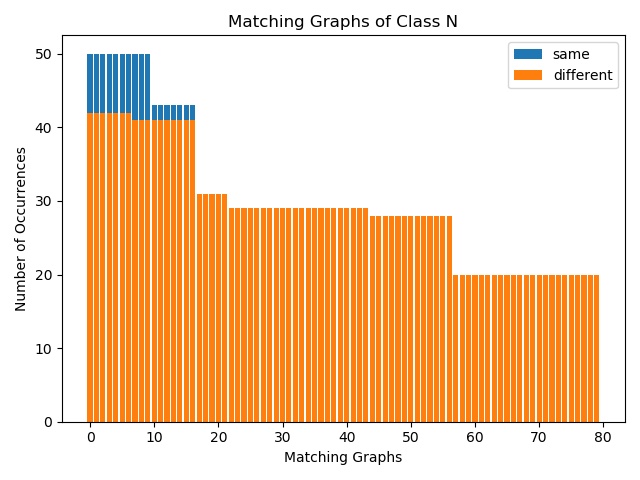 Matching Graphs of Class N
same
different
Number of Occurrences
50
40
30
20
10
0
0 10 20 30 40 50 60 70 80
Matching Graphs